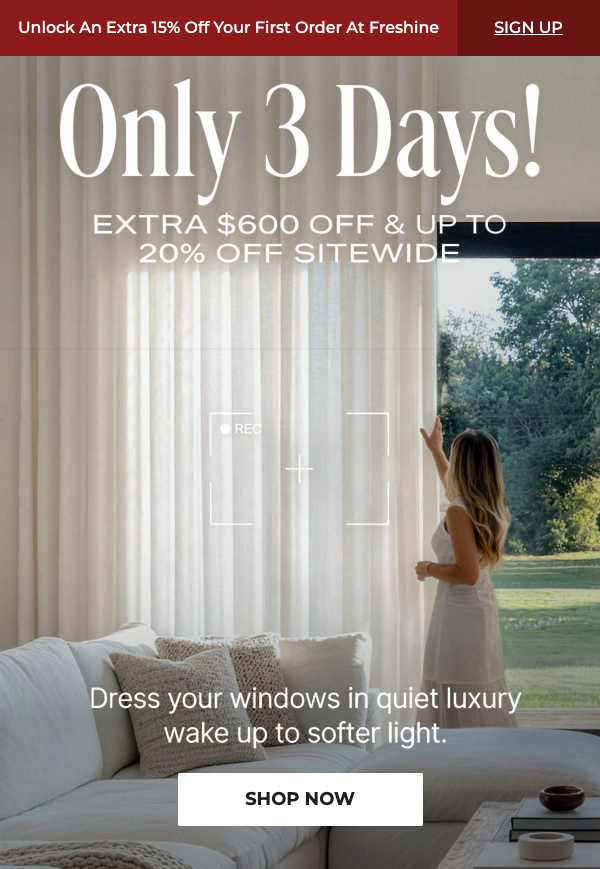 Unlock An Extra 15% Off Your First Order At Freshine
SIGN UP
Only 3 Days!
EXTRA $600 OFF & UP TO
20% OFF SITEWIDE
REC
Dress your windows in quiet luxury
wake up to softer light.
SHOP NOW